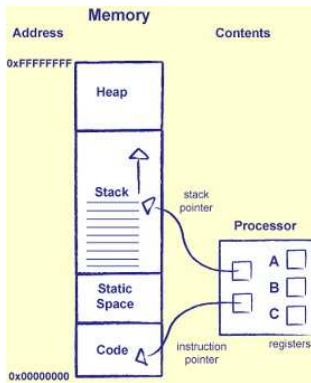 Memory
Address
Contents
0xFFFFFFFF
Heap
Stack
stack
pointer
Processor
A
B
C
registers
Static
Space
Code
instruction
pointer
0x00000000